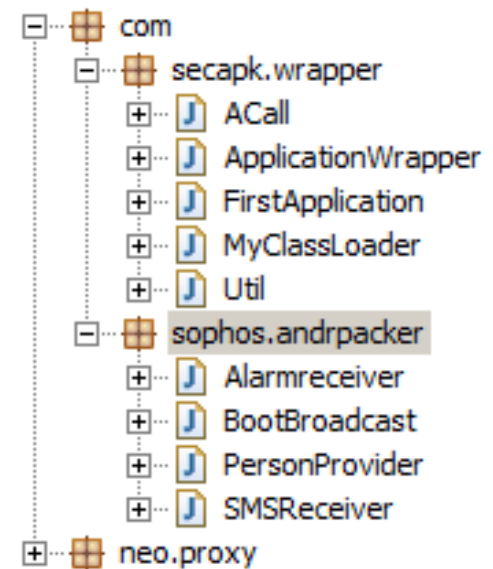 com
secapk.wrapper
J ACall
J ApplicationWrapper
J FirstApplication
J MyClassLoader
J Util
sophos.andrpacker
J Alarmreceiver
J BootBroadcast
J PersonProvider
J SMSReceiver
neo.proxy